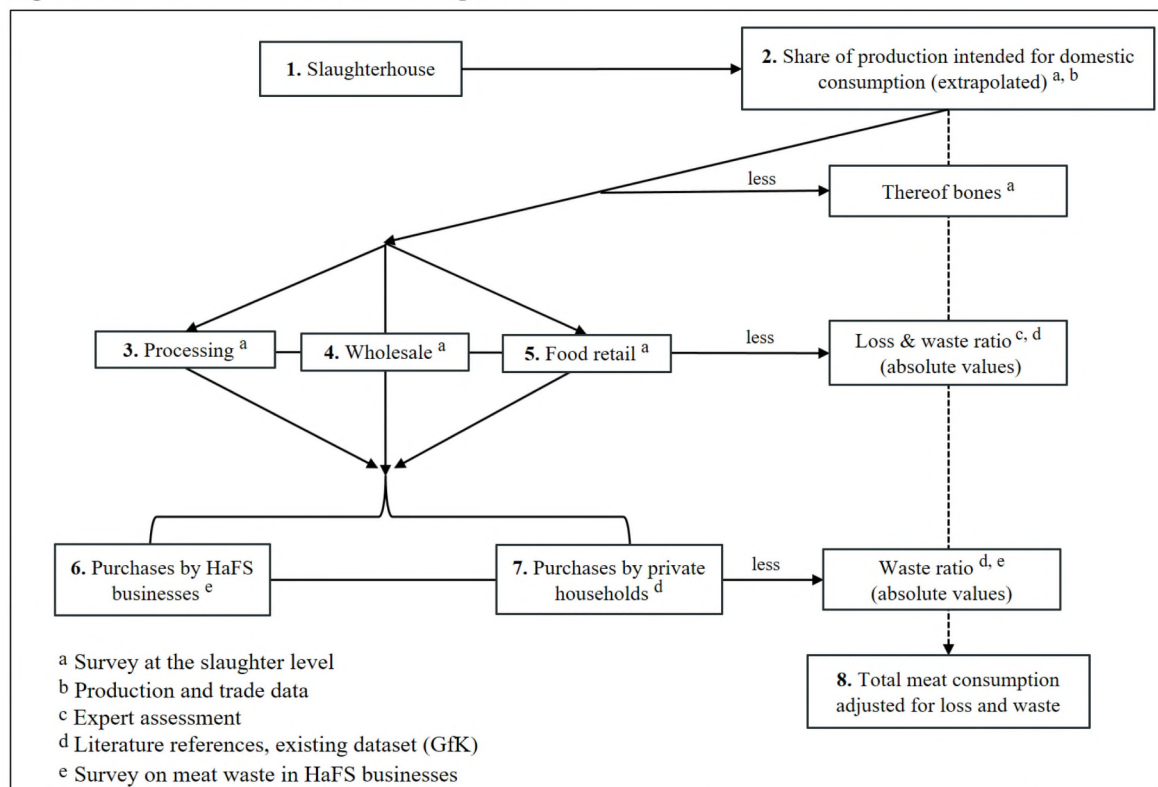 1. Slaughterhouse
2. Share of production intended for domestic
consumption (extrapolated) a, b
less
Thereof bones a
3. Processing a
4. Wholesale a
5. Food retail a
less
Loss & waste ratio c, d
(absolute values)
6. Purchases by HaFS
businesses e
7. Purchases by private
households d
less
Waste ratio d, e
(absolute values)
8. Total meat consumption
adjusted for loss and waste
a Survey at the slaughter level
b Production and trade data
c Expert assessment
d Literature references, existing dataset (GfK)
e Survey on meat waste in HaFS businesses